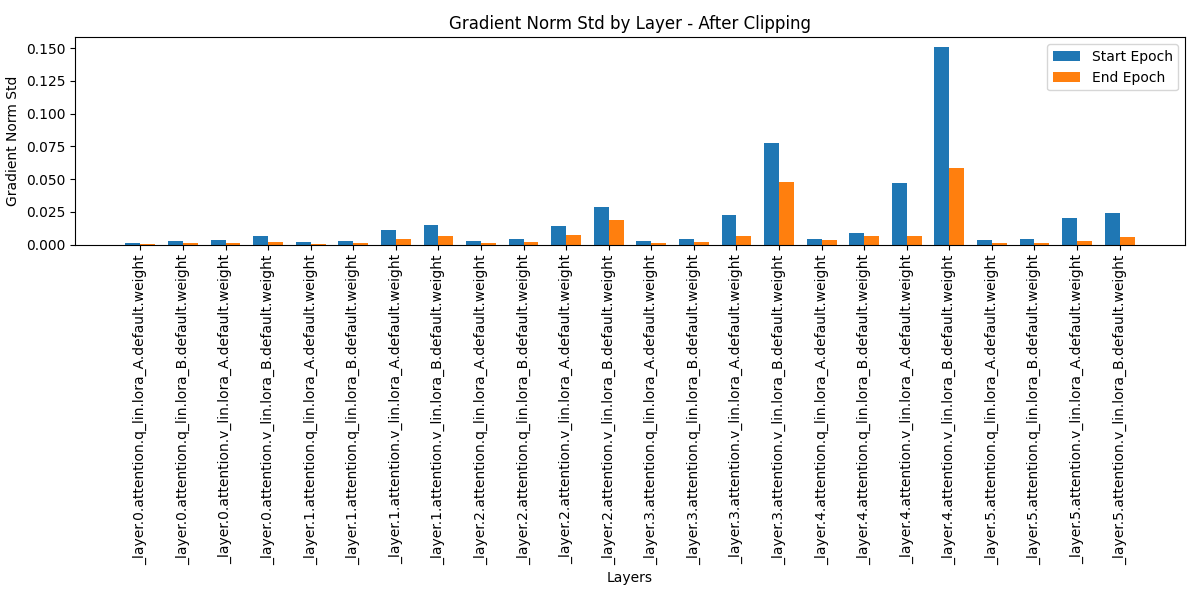 Gradient Norm Std by Layer - After Clipping
Gradient Norm Std
0.150
0.125
0.100
0.075
0.050
0.025
0.000
Start Epoch
End Epoch
_layer.0.attention.q_lin.lora_A.default.weight
_layer.0.attention.q_lin.lora_B.default.weight
_layer.0.attention.v_lin.lora_A.default.weight
_layer.0.attention.v_lin.lora_B.default.weight
_layer.1.attention.q_lin.lora_A.default.weight
_layer.1.attention.q_lin.lora_B.default.weight
_layer.1.attention.v_lin.lora_A.default.weight
_layer.1.attention.v_lin.lora_B.default.weight
_layer.2.attention.q_lin.lora_A.default.weight
_layer.2.attention.q_lin.lora_B.default.weight
_layer.2.attention.v_lin.lora_A.default.weight
_layer.2.attention.v_lin.lora_B.default.weight
_layer.3.attention.q_lin.lora_A.default.weight
_layer.3.attention.q_lin.lora_B.default.weight
_layer.3.attention.v_lin.lora_A.default.weight
_layer.3.attention.v_lin.lora_B.default.weight
_layer.4.attention.q_lin.lora_A.default.weight
_layer.4.attention.q_lin.lora_B.default.weight
_layer.4.attention.v_lin.lora_A.default.weight
_layer.4.attention.v_lin.lora_B.default.weight
_layer.5.attention.q_lin.lora_A.default.weight
_layer.5.attention.q_lin.lora_B.default.weight
_layer.5.attention.v_lin.lora_A.default.weight
_layer.5.attention.v_lin.lora_B.default.weight
Layers